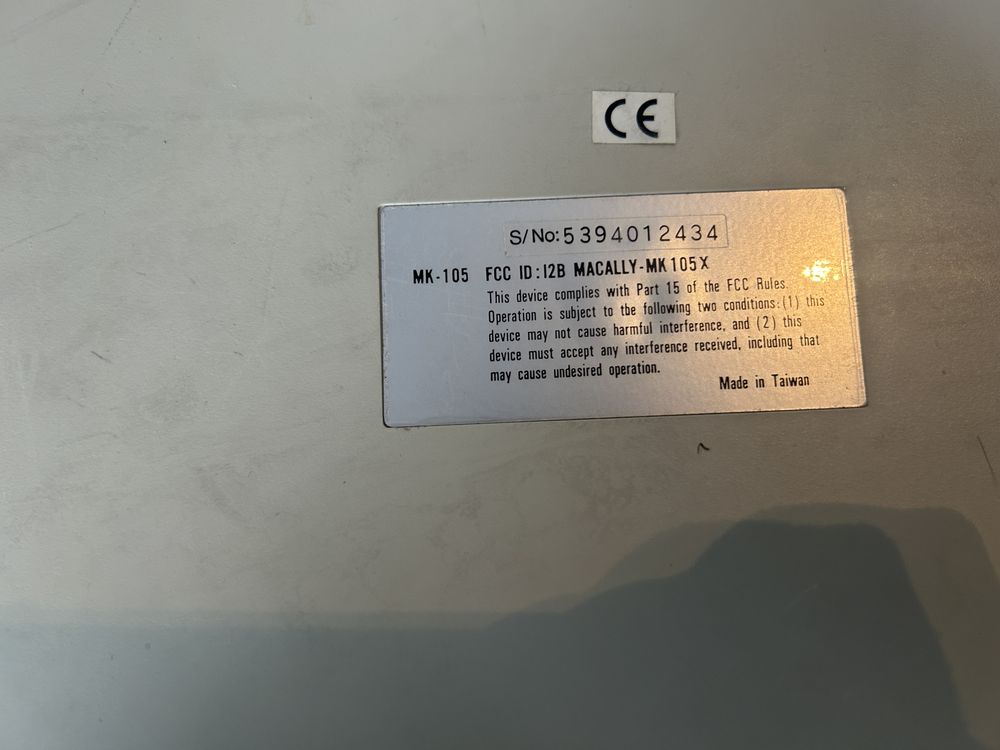 CE
S/No:5394012434
MK-105 FCC ID:I2B MACALLY-MK105X
This device complies with Part 15 of the FCC Rules.
Operation is subject to the following two conditions:(1) this
device may not cause harmful interference, and (2) this
device must accept any interference received, including that
may cause undesired operation.
Made in Taiwan